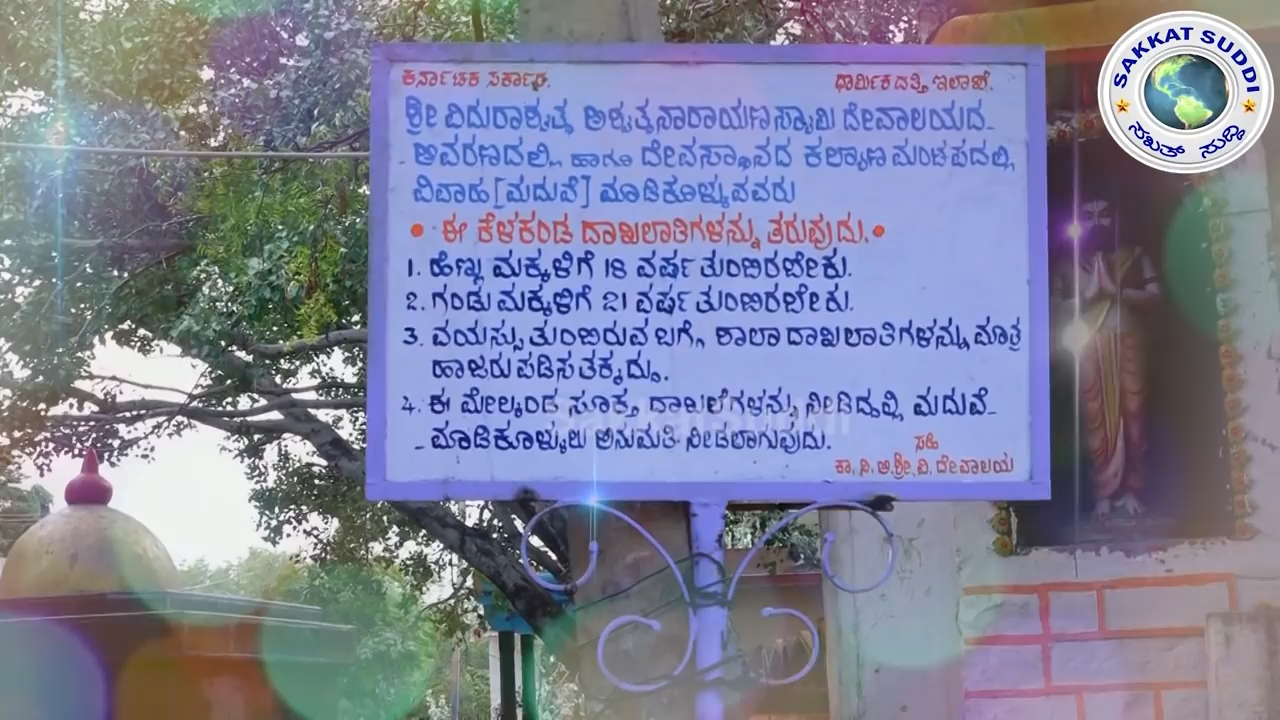 SAKKAT SUDDI
ಸಖತ್ ಸುದ್ದಿ
ಕರ್ನಾಟಕ ಸರ್ಕಾರ. ಧಾರ್ಮಿಕ ದತ್ತಿ ಇಲಾಖೆ.
ಶ್ರೀ ವಿದುರಾಶ್ವತ್ಥ ಅಶ್ವತ್ಥನಾರಾಯಣಸ್ವಾಮಿ ದೇವಾಲಯದ
ಆವರಣದಲ್ಲಿ ಹಾಗೂ ದೇವಸ್ಥಾನದ ಕಲ್ಯಾಣ ಮಂಟಪದಲ್ಲಿ
ವಿವಾಹ [ಮದುವೆ] ಮಾಡಿಕೊಳ್ಳುವವರು
• ಈ ಕೆಳಕಂಡ ದಾಖಲಾತಿಗಳನ್ನು ತರುವುದು. •
1. ಹೆಣ್ಣು ಮಕ್ಕಳಿಗೆ 18 ವರ್ಷ ತುಂಬಿರಬೇಕು.
2. ಗಂಡು ಮಕ್ಕಳಿಗೆ 21 ವರ್ಷ ತುಂಬಿರಬೇಕು.
3. ವಯಸ್ಸು ತುಂಬಿರುವ ಬಗ್ಗೆ ಶಾಲಾ ದಾಖಲಾತಿಗಳನ್ನು ಮಾತ್ರ
ಹಾಜರುಪಡಿಸತಕ್ಕದ್ದು.
4. ಈ ಮೇಲ್ಕಂಡ ಸೂಕ್ತ ದಾಖಲೆಗಳನ್ನು ನೀಡಿದ್ದಲ್ಲಿ ಮದುವೆ
ಮಾಡಿಕೊಳ್ಳಲು ಅನುಮತಿ ನೀಡಲಾಗುವುದು.
ಸಹಿ
ಕಾ. ನಿ. ಅ. ಶ್ರೀ. ವಿ. ದೇವಾಲಯ